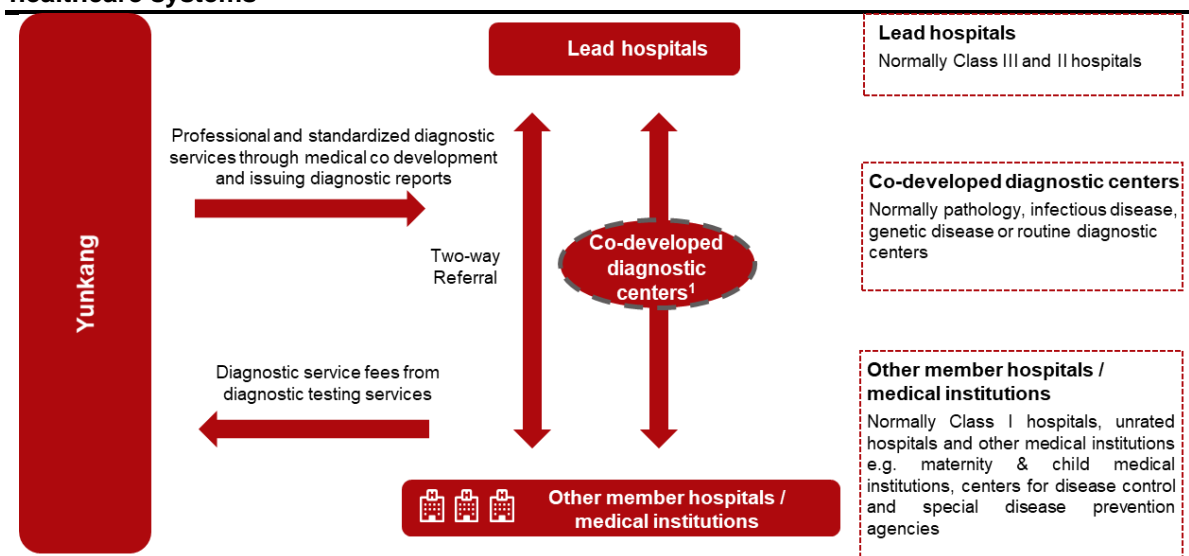 healthcare systems
Yunkang
Professional and standardized diagnostic
services through medical co development
and issuing diagnostic reports
Two-way
Referral
Diagnostic service fees from
diagnostic testing services
Lead hospitals
Co-developed
diagnostic
centers1
Other member hospitals /
medical institutions
Lead hospitals
Normally Class III and II hospitals
Co-developed diagnostic centers
Normally pathology, infectious disease,
genetic disease or routine diagnostic
centers
Other member hospitals /
medical institutions
Normally Class I hospitals, unrated
hospitals and other medical institutions
e.g. maternity & child medical
institutions, centers for disease control
and special disease prevention
agencies